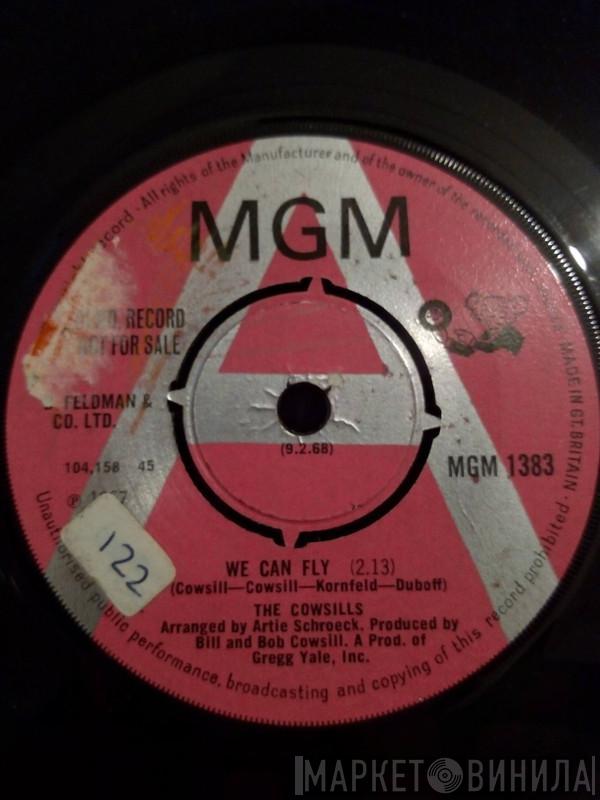 record · All rights of the Manufacturer and of the owner of the recorded
MADE IN GT. BRITAIN ·
MGM
RECORD
NOT FOR SALE
FELDMAN &
CO. LTD.
(9.2.68)
104,158 45
MGM 1383
℗
122
WE CAN FLY (2.13)
(Cowsill—Cowsill—Kornfeld—Duboff)
THE COWSILLS
Arranged by Artie Schroeck. Produced by
Bill and Bob Cowsill. A Prod. of
Gregg Yale, Inc.
Unauthorised public performance, broadcasting and copying of this record prohibited ·
МАРКЕТ ВИНИЛА